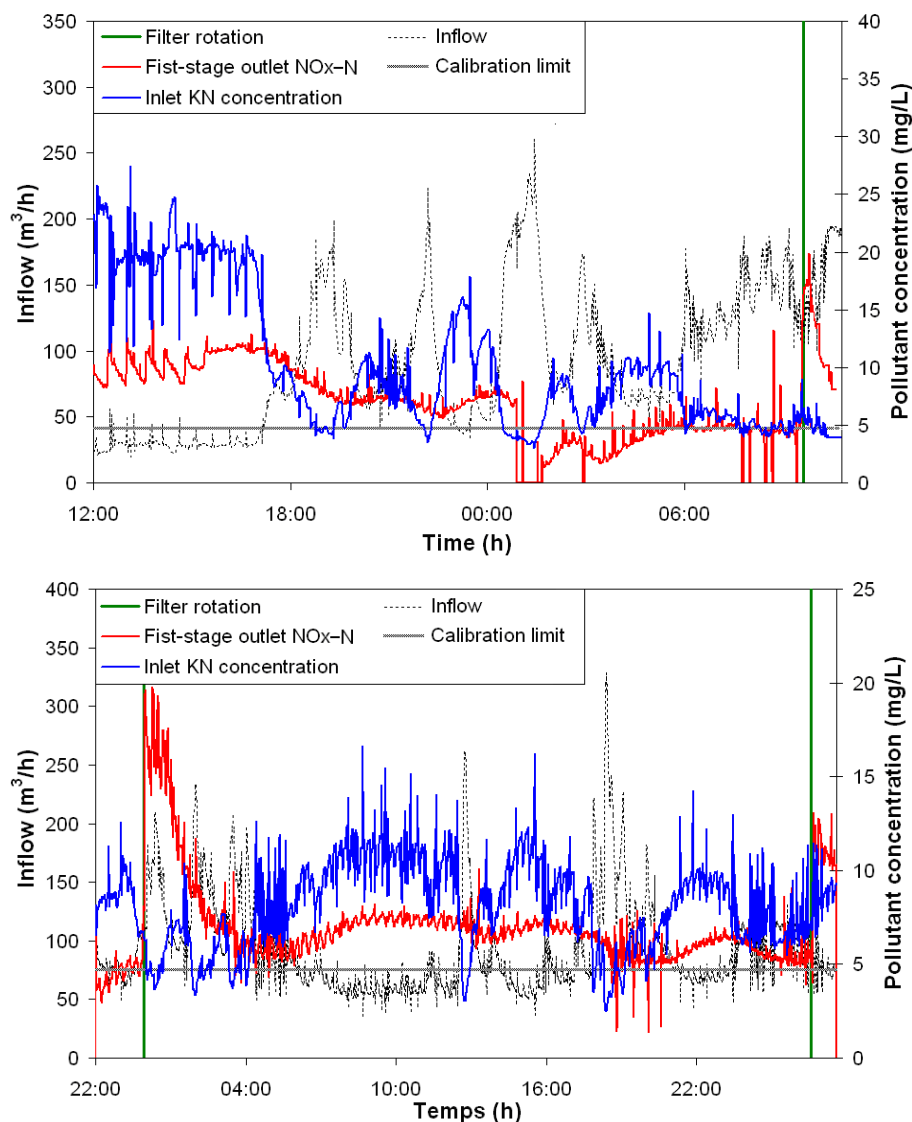 350
300
250
200
150
100
50
0
Inflow (m³/h)
Filter rotation
Fist-stage outlet NOx–N
Inlet KN concentration
Inflow
Calibration limit
40
35
30
25
20
15
10
5
0
Pollutant concentration (mg/L)
12:00 18:00 00:00 06:00
Time (h)
400
350
300
250
200
150
100
50
0
Inflow (m³/h)
Filter rotation
Fist-stage outlet NOx–N
Inlet KN concentration
Inflow
Calibration limit
25
20
15
10
5
0
Pollutant concentration (mg/L)
22:00 04:00 10:00 16:00 22:00
Temps (h)